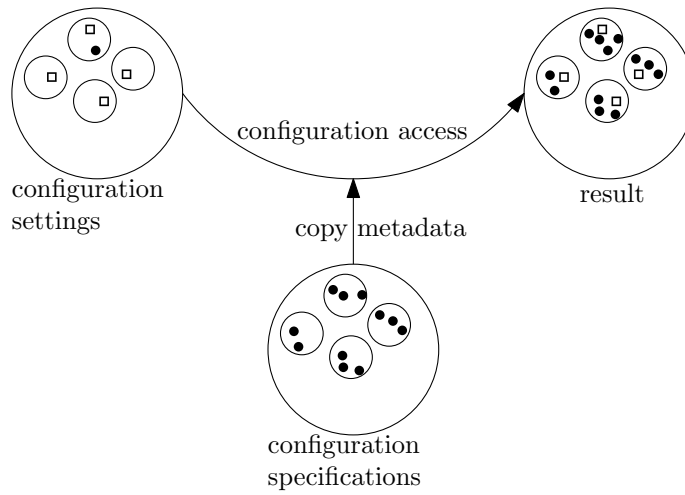 configuration access
configuration
settings
result
copy metadata
configuration
specifications